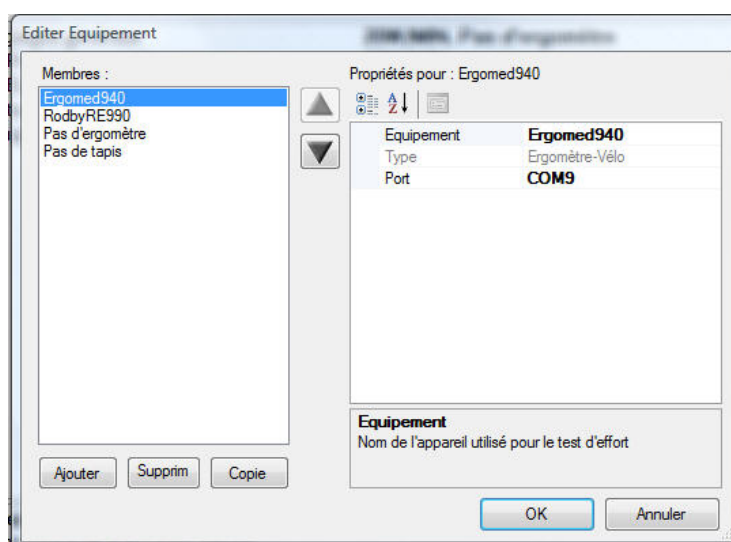 Editer Equipement
Membres :
Ergomed940
RodbyRE990
Pas d'ergomètre
Pas de tapis
Ajouter
Supprim
Copie
Propriétés pour : Ergomed940
Equipement Ergomed940
Type Ergomètre-Vélo
Port COM9
Equipement
Nom de l'appareil utilisé pour le test d'effort
OK
Annuler